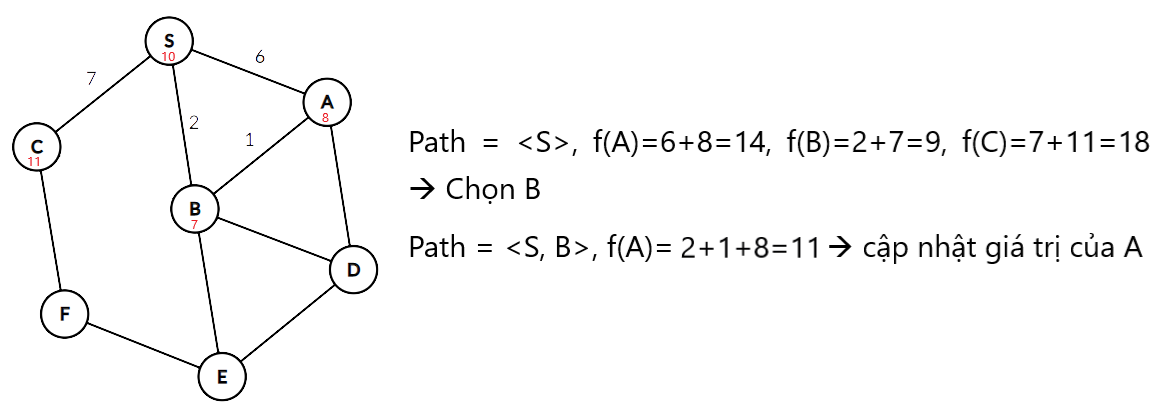 S
10
6
7
A
8
2
1
C
11
B
7
D
F
E
Path = <S>, f(A)=6+8=14, f(B)=2+7=9, f(C)=7+11=18
→ Chọn B
Path = <S, B>, f(A)= 2+1+8=11 → cập nhật giá trị của A